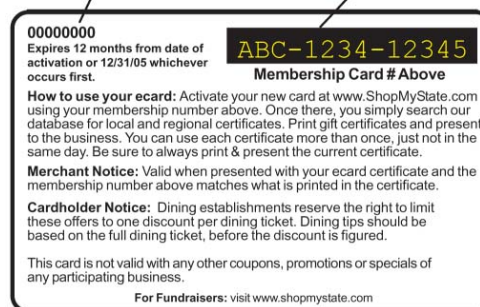 00000000
Expires 12 months from date of
activation or 12/31/05 whichever
occurs first.
ABC-1234-12345
Membership Card # Above
How to use your ecard: Activate your new card at www.ShopMyState.com
using your membership number above. Once there, you simply search our
database for local and regional certificates. Print gift certificates and present
to the business. You can use each certificate more than once, just not in the
same day. Be sure to always print & present the current certificate.
Merchant Notice: Valid when presented with your ecard certificate and the
membership number above matches what is printed in the certificate.
Cardholder Notice: Dining establishments reserve the right to limit
these offers to one discount per dining ticket. Dining tips should be
based on the full dining ticket, before the discount is figured.
This card is not valid with any other coupons, promotions or specials of
any participating business.
For Fundraisers: visit www.shopmystate.com